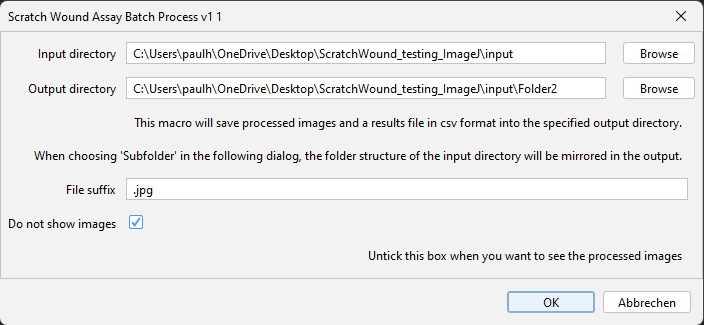 Scratch Wound Assay Batch Process v1 1
Input directory C:\Users\paulh\OneDrive\Desktop\ScratchWound_testing_ImageJ\input Browse
Output directory C:\Users\paulh\OneDrive\Desktop\ScratchWound_testing_ImageJ\input\Folder2 Browse
This macro will save processed images and a results file in csv format into the specified output directory.
When choosing 'Subfolder' in the following dialog, the folder structure of the input directory will be mirrored in the output.
File suffix .jpg
Do not show images
Untick this box when you want to see the processed images
OK Abbrechen